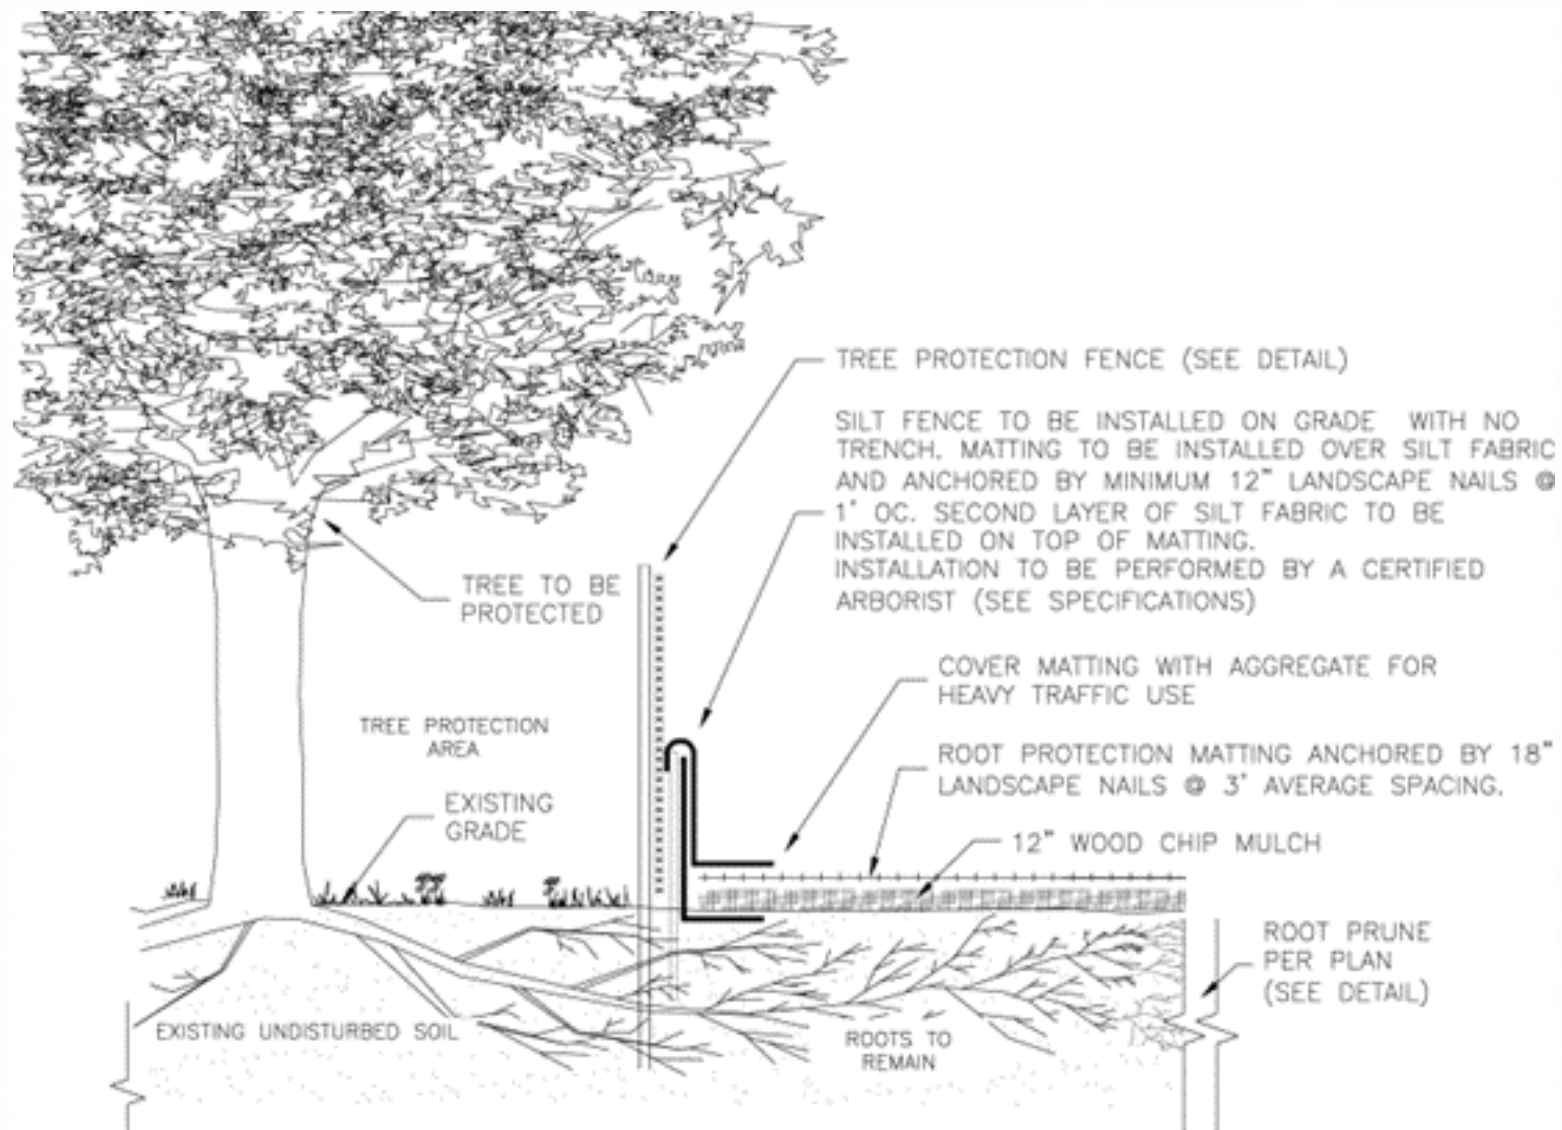 TREE PROTECTION FENCE (SEE DETAIL)
SILT FENCE TO BE INSTALLED ON GRADE WITH NO
TRENCH. MATTING TO BE INSTALLED OVER SILT FABRIC
AND ANCHORED BY MINIMUM 12" LANDSCAPE NAILS @
1' OC. SECOND LAYER OF SILT FABRIC TO BE
INSTALLED ON TOP OF MATTING.
INSTALLATION TO BE PERFORMED BY A CERTIFIED
ARBORIST (SEE SPECIFICATIONS)
TREE TO BE
PROTECTED
COVER MATTING WITH AGGREGATE FOR
HEAVY TRAFFIC USE
TREE PROTECTION
AREA
ROOT PROTECTION MATTING ANCHORED BY 18"
LANDSCAPE NAILS @ 3' AVERAGE SPACING.
EXISTING
GRADE
12" WOOD CHIP MULCH
ROOT PRUNE
PER PLAN
(SEE DETAIL)
EXISTING UNDISTURBED SOIL
ROOTS TO
REMAIN